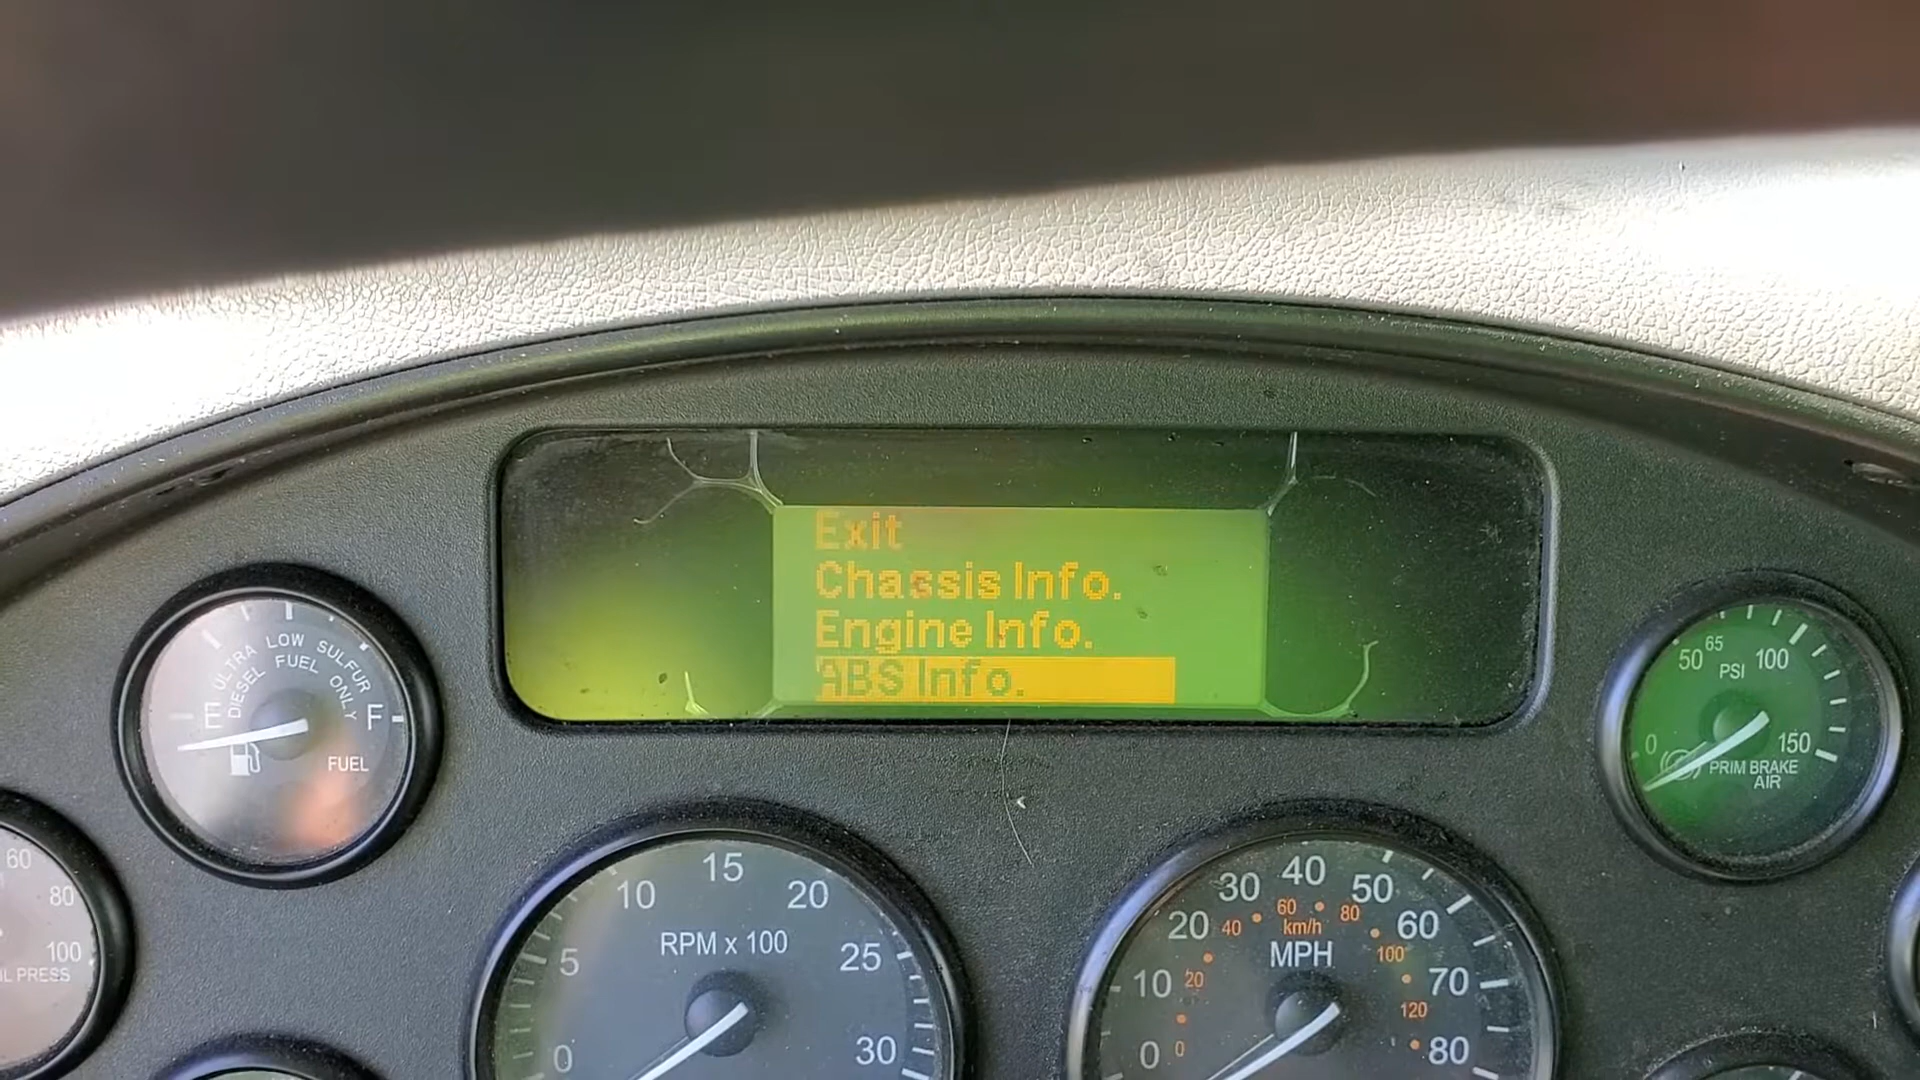 Exit
Chassis Info.
Engine Info.
ABS Info.
ULTRA LOW SULFUR
DIESEL FUEL ONLY
E F
FUEL
50 65 100
PSI
0 150
PRIM BRAKE
AIR
60
80
100
IL PRESS
0 5 10 15 20 25 30
RPM x 100
0 10 20 30 40 50 60 70 80
0 20 40 60 80 100 120
km/h
MPH